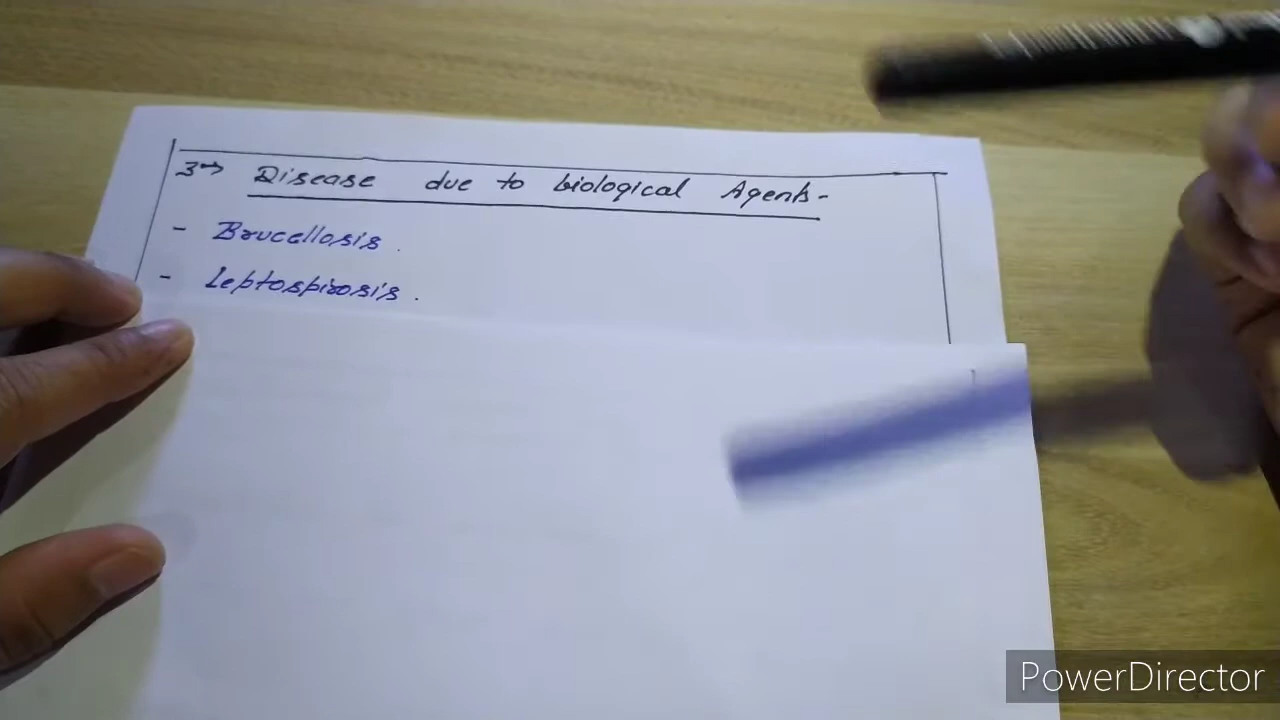 3→ Disease due to biological Agents-
- Brucellosis.
- Leptospirosis.
PowerDirector